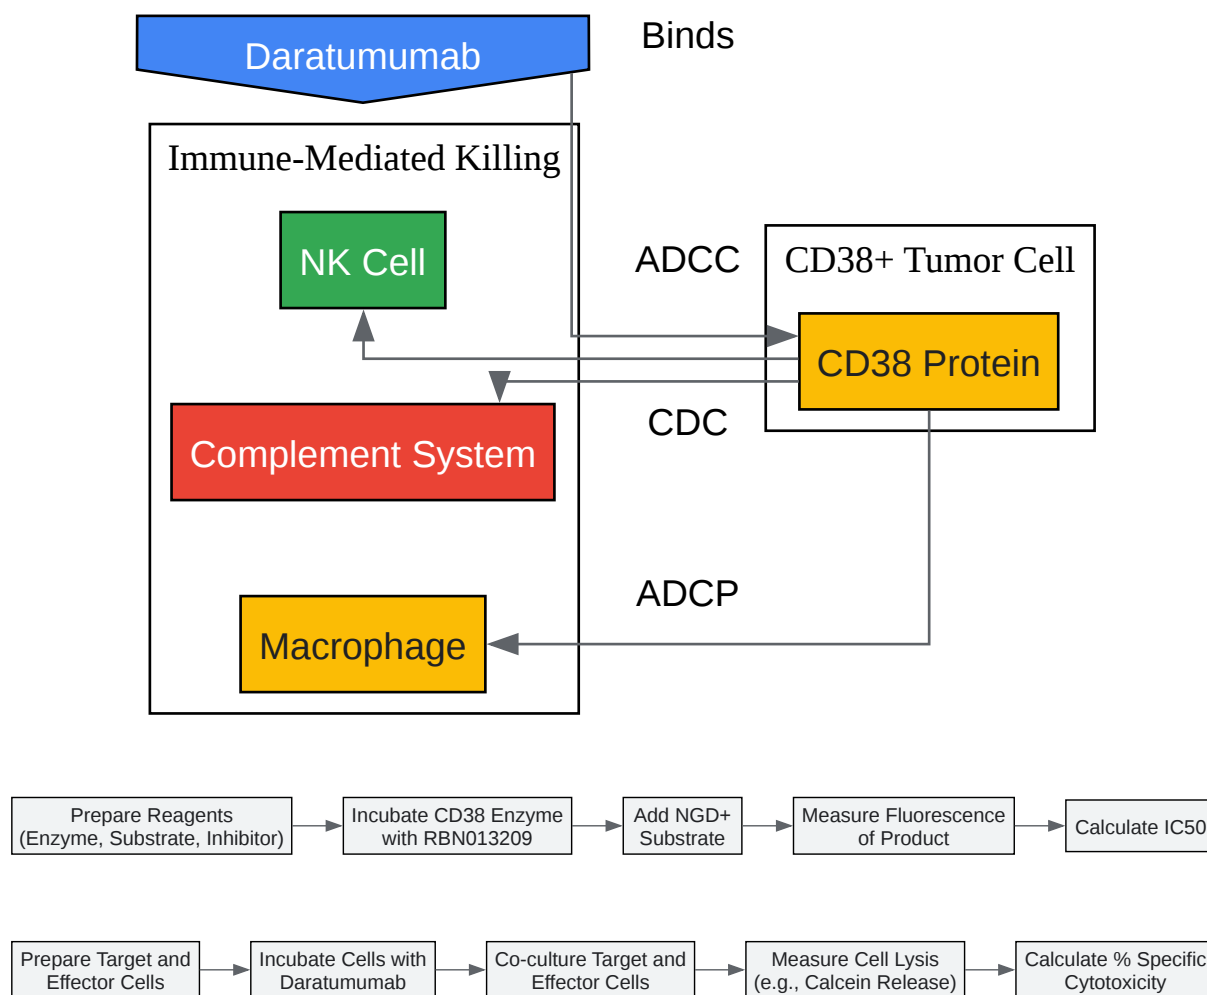 Daratumumab
Binds
Immune-Mediated Killing
NK Cell
ADCC
CD38+ Tumor Cell
CD38 Protein
CDC
Complement System
ADCP
Macrophage
Prepare Reagents
(Enzyme, Substrate, Inhibitor)
Incubate CD38 Enzyme
with RBN013209
Add NGD+
Substrate
Measure Fluorescence
of Product
Calculate IC50
Prepare Target and
Effector Cells
Incubate Cells with
Daratumumab
Co-culture Target and
Effector Cells
Measure Cell Lysis
(e.g., Calcein Release)
Calculate % Specific
Cytotoxicity